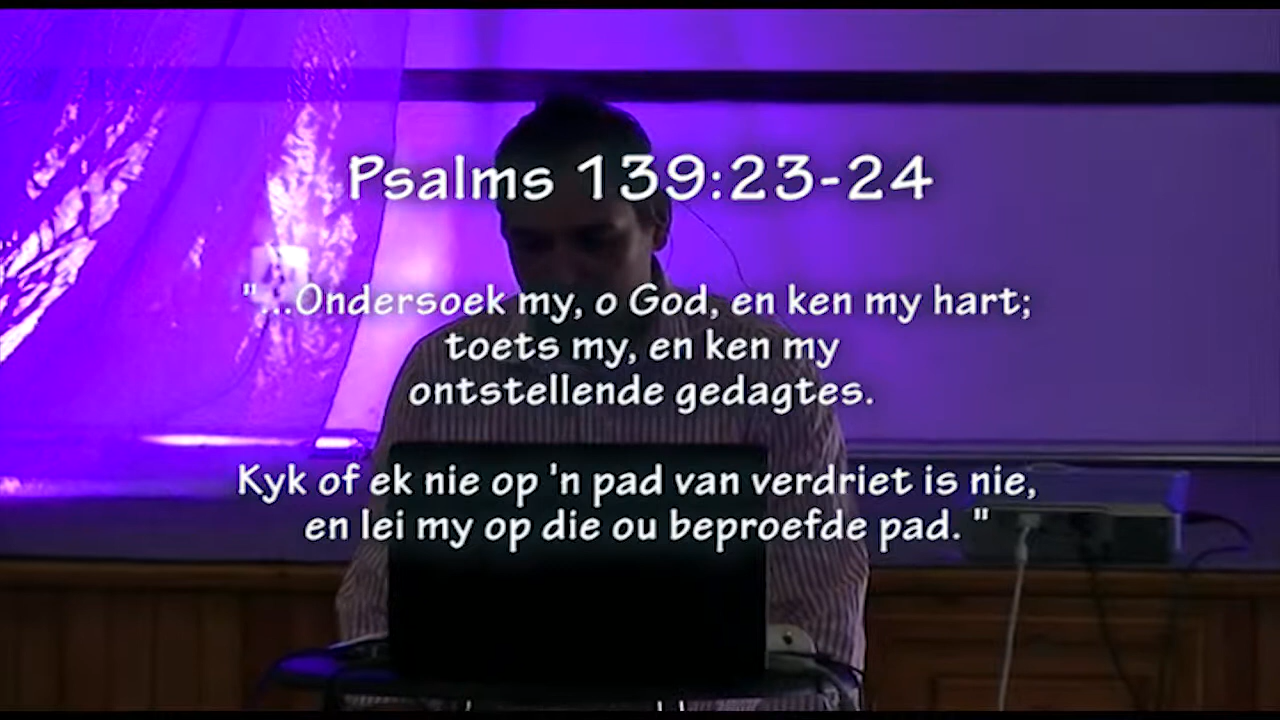 Psalms 139:23-24
"...Ondersoek my, o God, en ken my hart;
toets my, en ken my
ontstellende gedagtes.
Kyk of ek nie op 'n pad van verdriet is nie,
en lei my op die ou beproefde pad. "